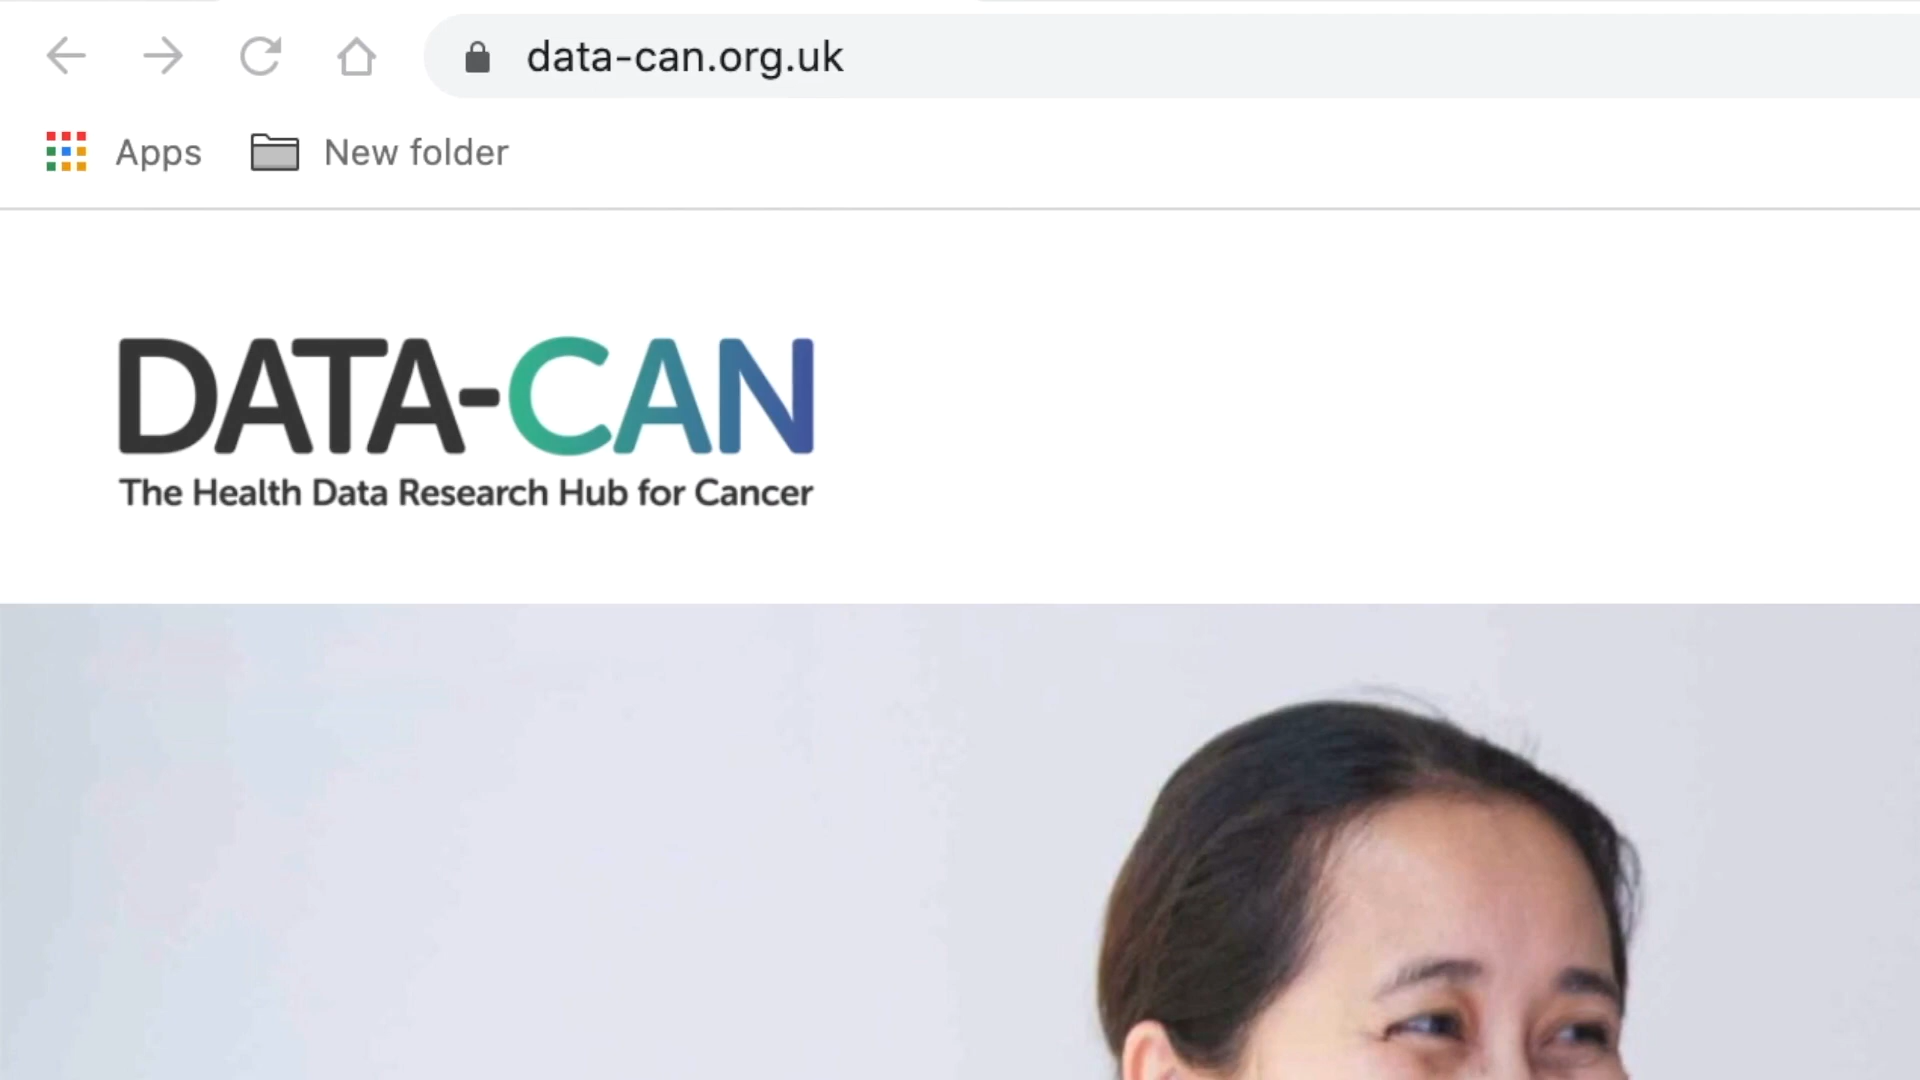 data-can.org.uk
Apps New folder
DATA-CAN
The Health Data Research Hub for Cancer